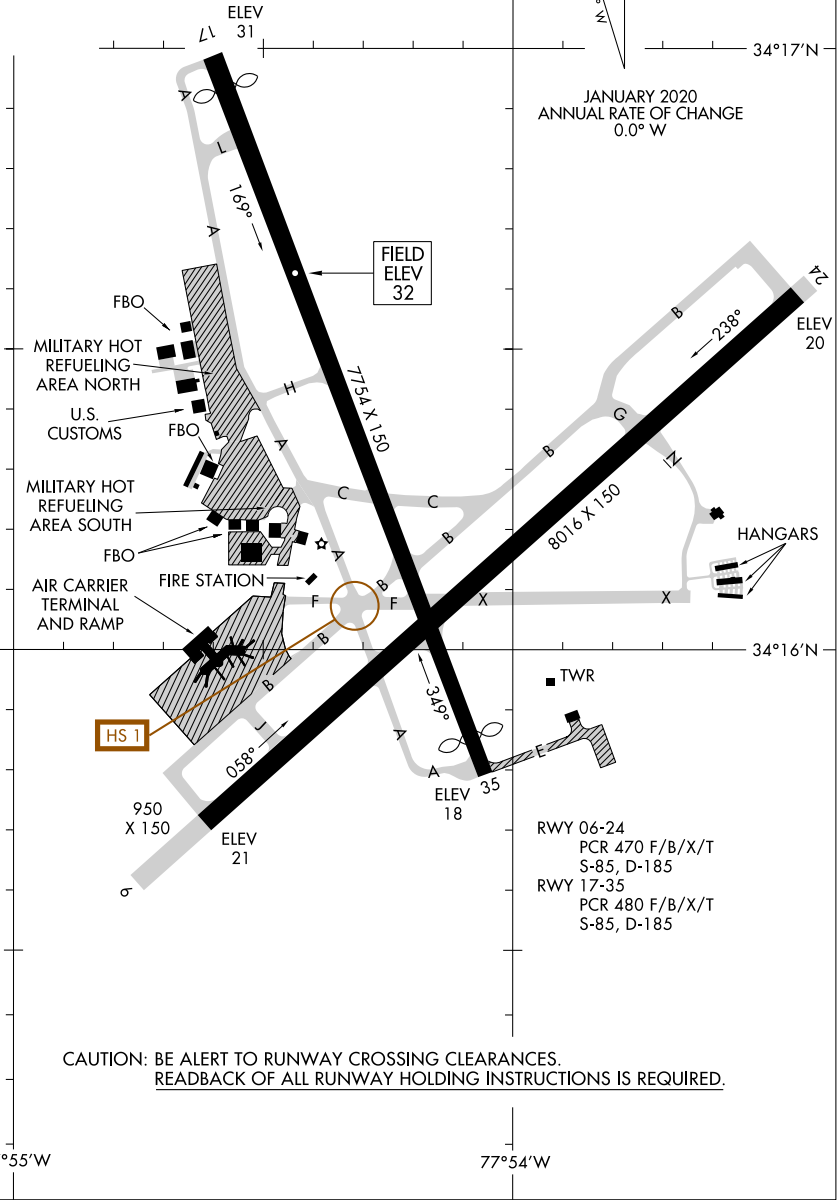 ELEV
31
17
° W
34°17'N
JANUARY 2020
ANNUAL RATE OF CHANGE
0.0° W
A
L
169°
A
FIELD
ELEV
32
24
ELEV
20
B
238°
FBO
MILITARY HOT
REFUELING
AREA NORTH
U.S.
CUSTOMS
FBO
H
7754 X 150
A
G
N
B
MILITARY HOT
REFUELING
AREA SOUTH
C
C
8016 X 150
B
HANGARS
FBO
A
FIRE STATION
B
AIR CARRIER
TERMINAL
AND RAMP
F
F
X
X
B
34°16'N
TWR
B
349°
HS 1
J
058°
A
A
E
35
ELEV
18
950
X 150
ELEV
21
6
RWY 06-24
PCR 470 F/B/X/T
S-85, D-185
RWY 17-35
PCR 480 F/B/X/T
S-85, D-185
CAUTION: BE ALERT TO RUNWAY CROSSING CLEARANCES.
READBACK OF ALL RUNWAY HOLDING INSTRUCTIONS IS REQUIRED.
°55'W
77°54'W